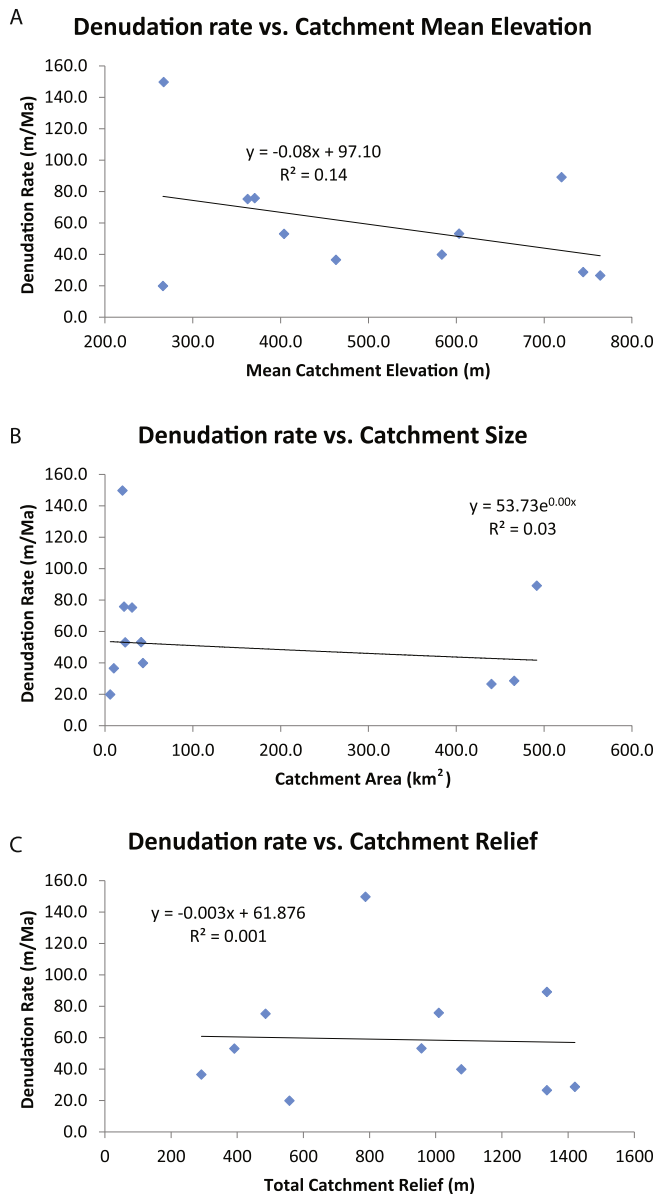 A
Denudation rate vs. Catchment Mean Elevation
160.0
140.0
120.0
100.0
80.0
60.0
40.0
20.0
0.0
Denudation Rate (m/Ma)
y = -0.08x + 97.10
R² = 0.14
200.0 300.0 400.0 500.0 600.0 700.0 800.0
Mean Catchment Elevation (m)
B
Denudation rate vs. Catchment Size
160.0
140.0
120.0
100.0
80.0
60.0
40.0
20.0
0.0
Denudation Rate (m/Ma)
y = 53.73e^0.00x
R² = 0.03
0.0 100.0 200.0 300.0 400.0 500.0 600.0
Catchment Area (km²)
C
Denudation rate vs. Catchment Relief
160.0
140.0
120.0
100.0
80.0
60.0
40.0
20.0
0.0
Denudation Rate (m/Ma)
y = -0.003x + 61.876
R² = 0.001
0 200 400 600 800 1000 1200 1400 1600
Total Catchment Relief (m)